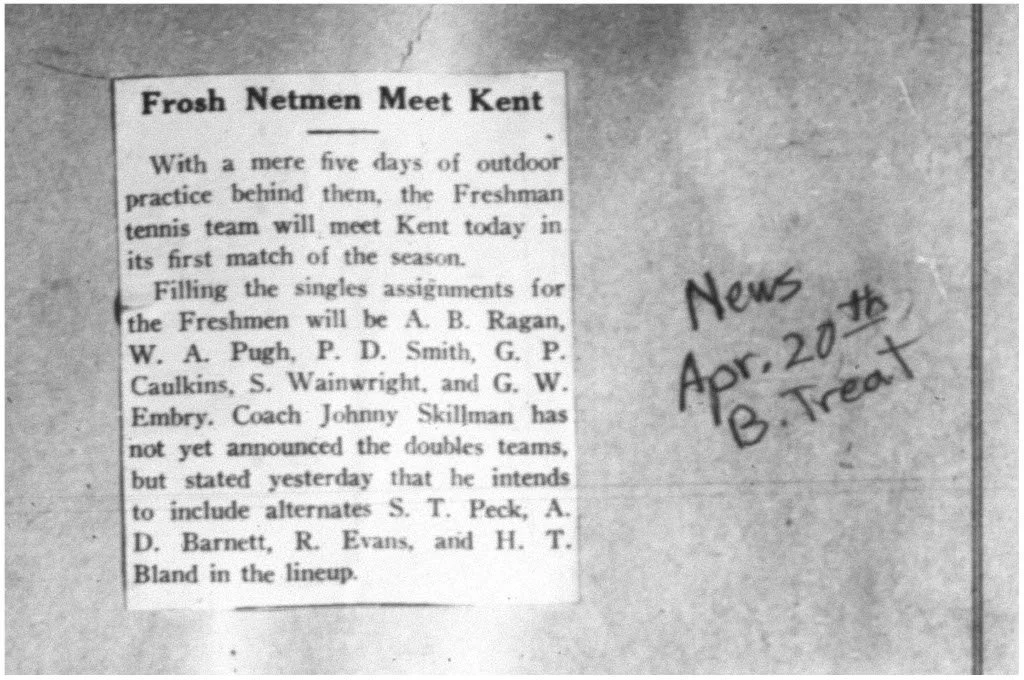 Frosh Netmen Meet Kent
With a mere five days of outdoor
practice behind them, the Freshman
tennis team will meet Kent today in
its first match of the season.
Filling the singles assignments for
the Freshmen will be A. B. Ragan,
W. A. Pugh, P. D. Smith, G. P.
Caulkins, S. Wainwright, and G. W.
Embry. Coach Johnny Skillman has
not yet announced the doubles teams,
but stated yesterday that he intends
to include alternates S. T. Peck, A.
D. Barnett, R. Evans, and H. T.
Bland in the lineup.
News
Apr. 20th
B. Treat